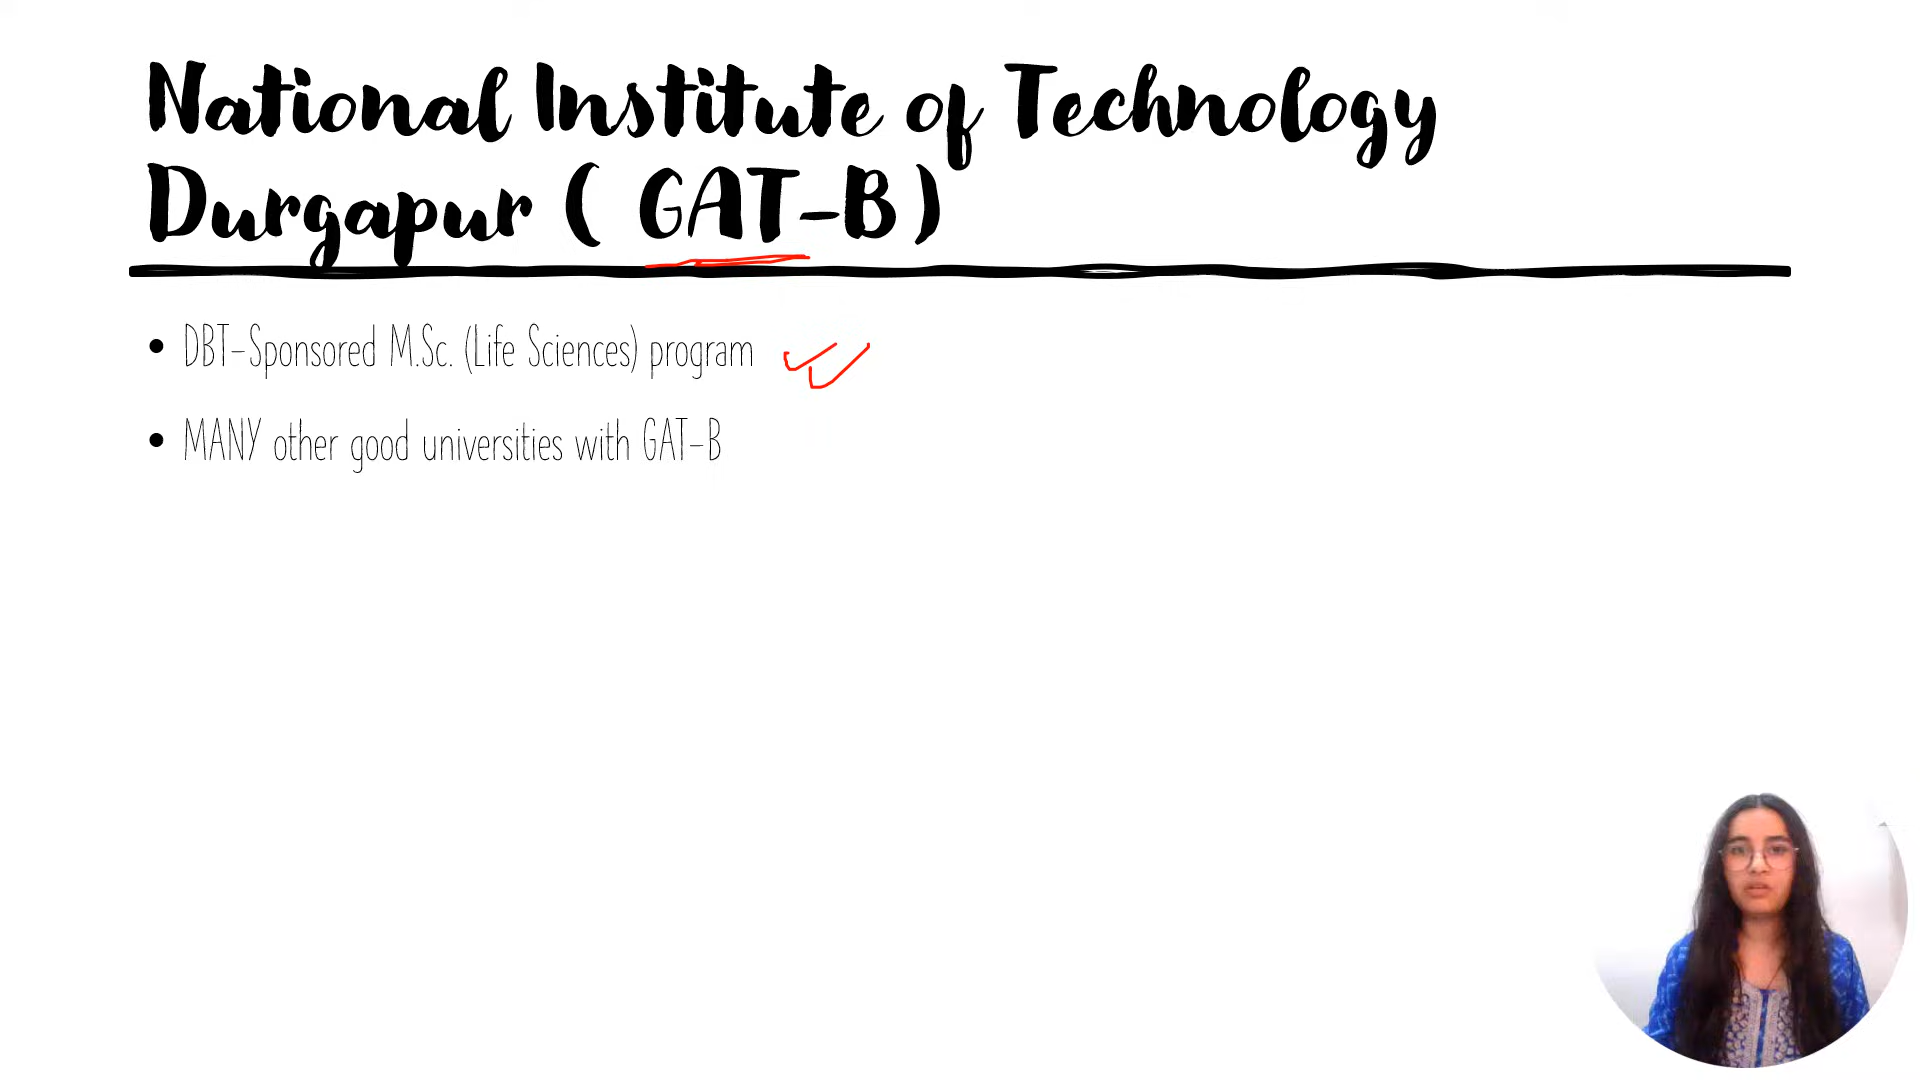 National Institute of Technology
Durgapur ( GAT-B)
• DBT-Sponsored M.Sc. (Life Sciences) program
• MANY other good universities with GAT-B